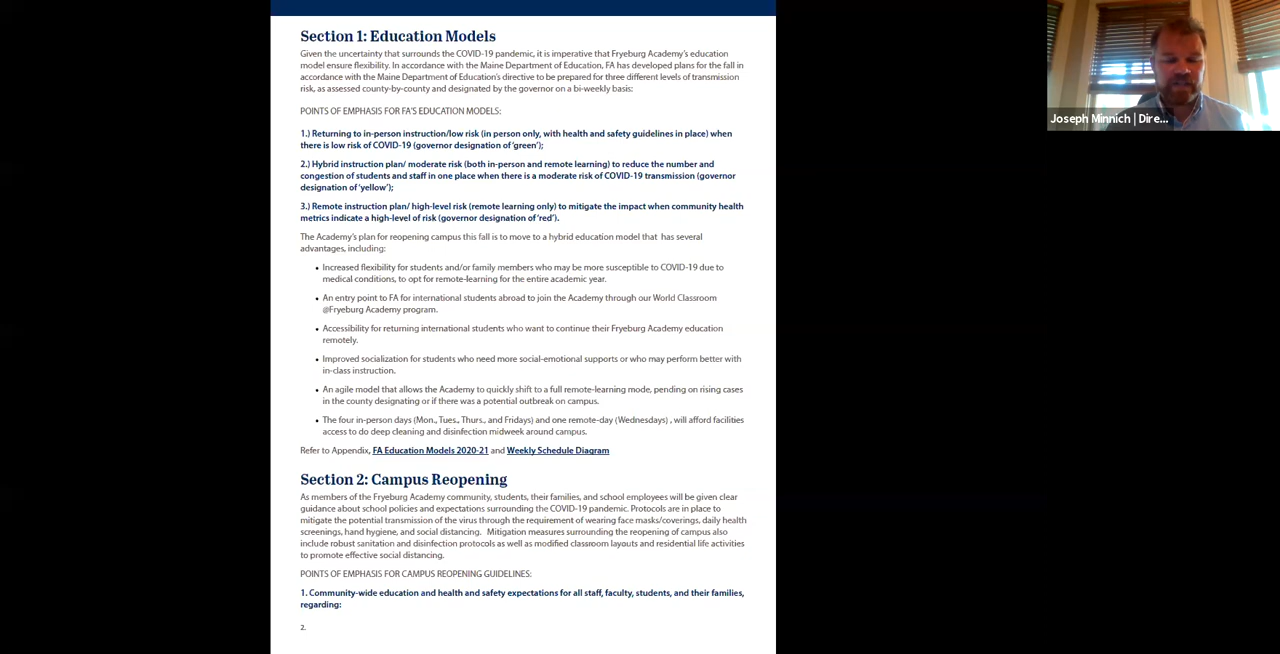 Section 1: Education Models
Given the uncertainty that surrounds the COVID-19 pandemic, it is imperative that Fryeburg Academy's education
model ensure flexibility. In accordance with the Maine Department of Education, FA has developed plans for the fall in
accordance with the Maine Department of Education's directive to be prepared for three different levels of transmission
risk, as assessed county-by-county and designated by the governor on a bi-weekly basis:
POINTS OF EMPHASIS FOR FA'S EDUCATION MODELS:
1.) Returning to in-person instruction/low risk (in person only, with health and safety guidelines in place) when
there is low risk of COVID-19 (governor designation of 'green');
2.) Hybrid instruction plan/ moderate risk (both in-person and remote learning) to reduce the number and
congestion of students and staff in one place when there is a moderate risk of COVID-19 transmission (governor
designation of 'yellow');
3.) Remote instruction plan/ high-level risk (remote learning only) to mitigate the impact when community health
metrics indicate a high-level of risk (governor designation of 'red').
The Academy's plan for reopening campus this fall is to move to a hybrid education model that has several
advantages, including:
• Increased flexibility for students and/or family members who may be more susceptible to COVID-19 due to
medical conditions, to opt for remote-learning for the entire academic year.
• An entry point to FA for international students abroad to join the Academy through our World Classroom
@Fryeburg Academy program.
• Accessibility for returning international students who want to continue their Fryeburg Academy education
remotely.
• Improved socialization for students who need more social-emotional supports or who may perform better with
in-class instruction.
• An agile model that allows the Academy to quickly shift to a full remote-learning mode, pending on rising cases
in the county designating or if there was a potential outbreak on campus.
• The four in-person days (Mon., Tues., Thurs., and Fridays) and one remote-day (Wednesdays) , will afford facilities
access to do deep cleaning and disinfection midweek around campus.
Refer to Appendix, FA Education Models 2020-21 and Weekly Schedule Diagram
Section 2: Campus Reopening
As members of the Fryeburg Academy community, students, their families, and school employees will be given clear
guidance about school policies and expectations surrounding the COVID-19 pandemic. Protocols are in place to
mitigate the potential transmission of the virus through the requirement of wearing face masks/coverings, daily health
screenings, hand hygiene, and social distancing. Mitigation measures surrounding the reopening of campus also
include robust sanitation and disinfection protocols as well as modified classroom layouts and residential life activities
to promote effective social distancing.
POINTS OF EMPHASIS FOR CAMPUS REOPENING GUIDELINES:
1. Community-wide education and health and safety expectations for all staff, faculty, students, and their families,
regarding:
2.
Joseph Minnich | Dire...